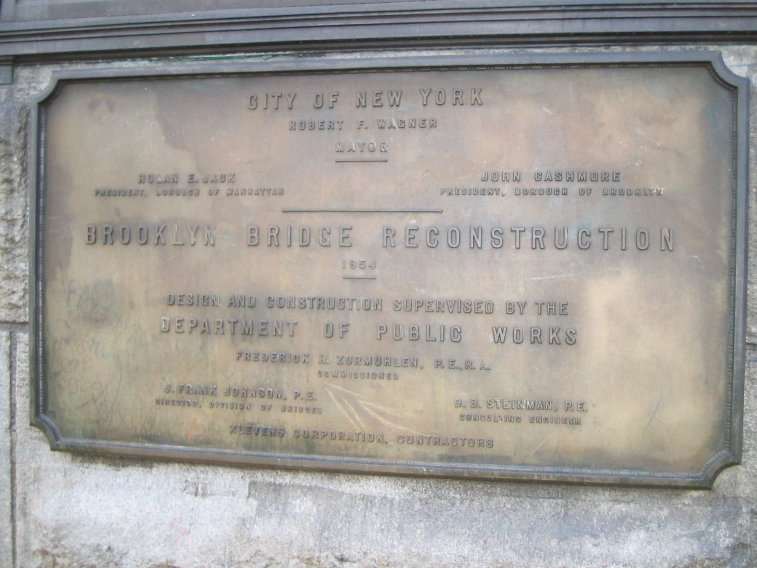 CITY OF NEW YORK
ROBERT F. WAGNER
MAYOR
HULAN E. JACK
PRESIDENT, BOROUGH OF MANHATTAN
JOHN CASHMORE
PRESIDENT, BOROUGH OF BROOKLYN
BROOKLYN BRIDGE RECONSTRUCTION
1954
DESIGN AND CONSTRUCTION SUPERVISED BY THE
DEPARTMENT OF PUBLIC WORKS
FREDERICK H. ZURMUHLEN, P.E., R.A.
COMMISSIONER
J. FRANK JOHNSON, P.E.
DIRECTOR, DIVISION OF BRIDGES
D. B. STEINMAN, P.E.
CONSULTING ENGINEER
KLEVENS CORPORATION, CONTRACTORS